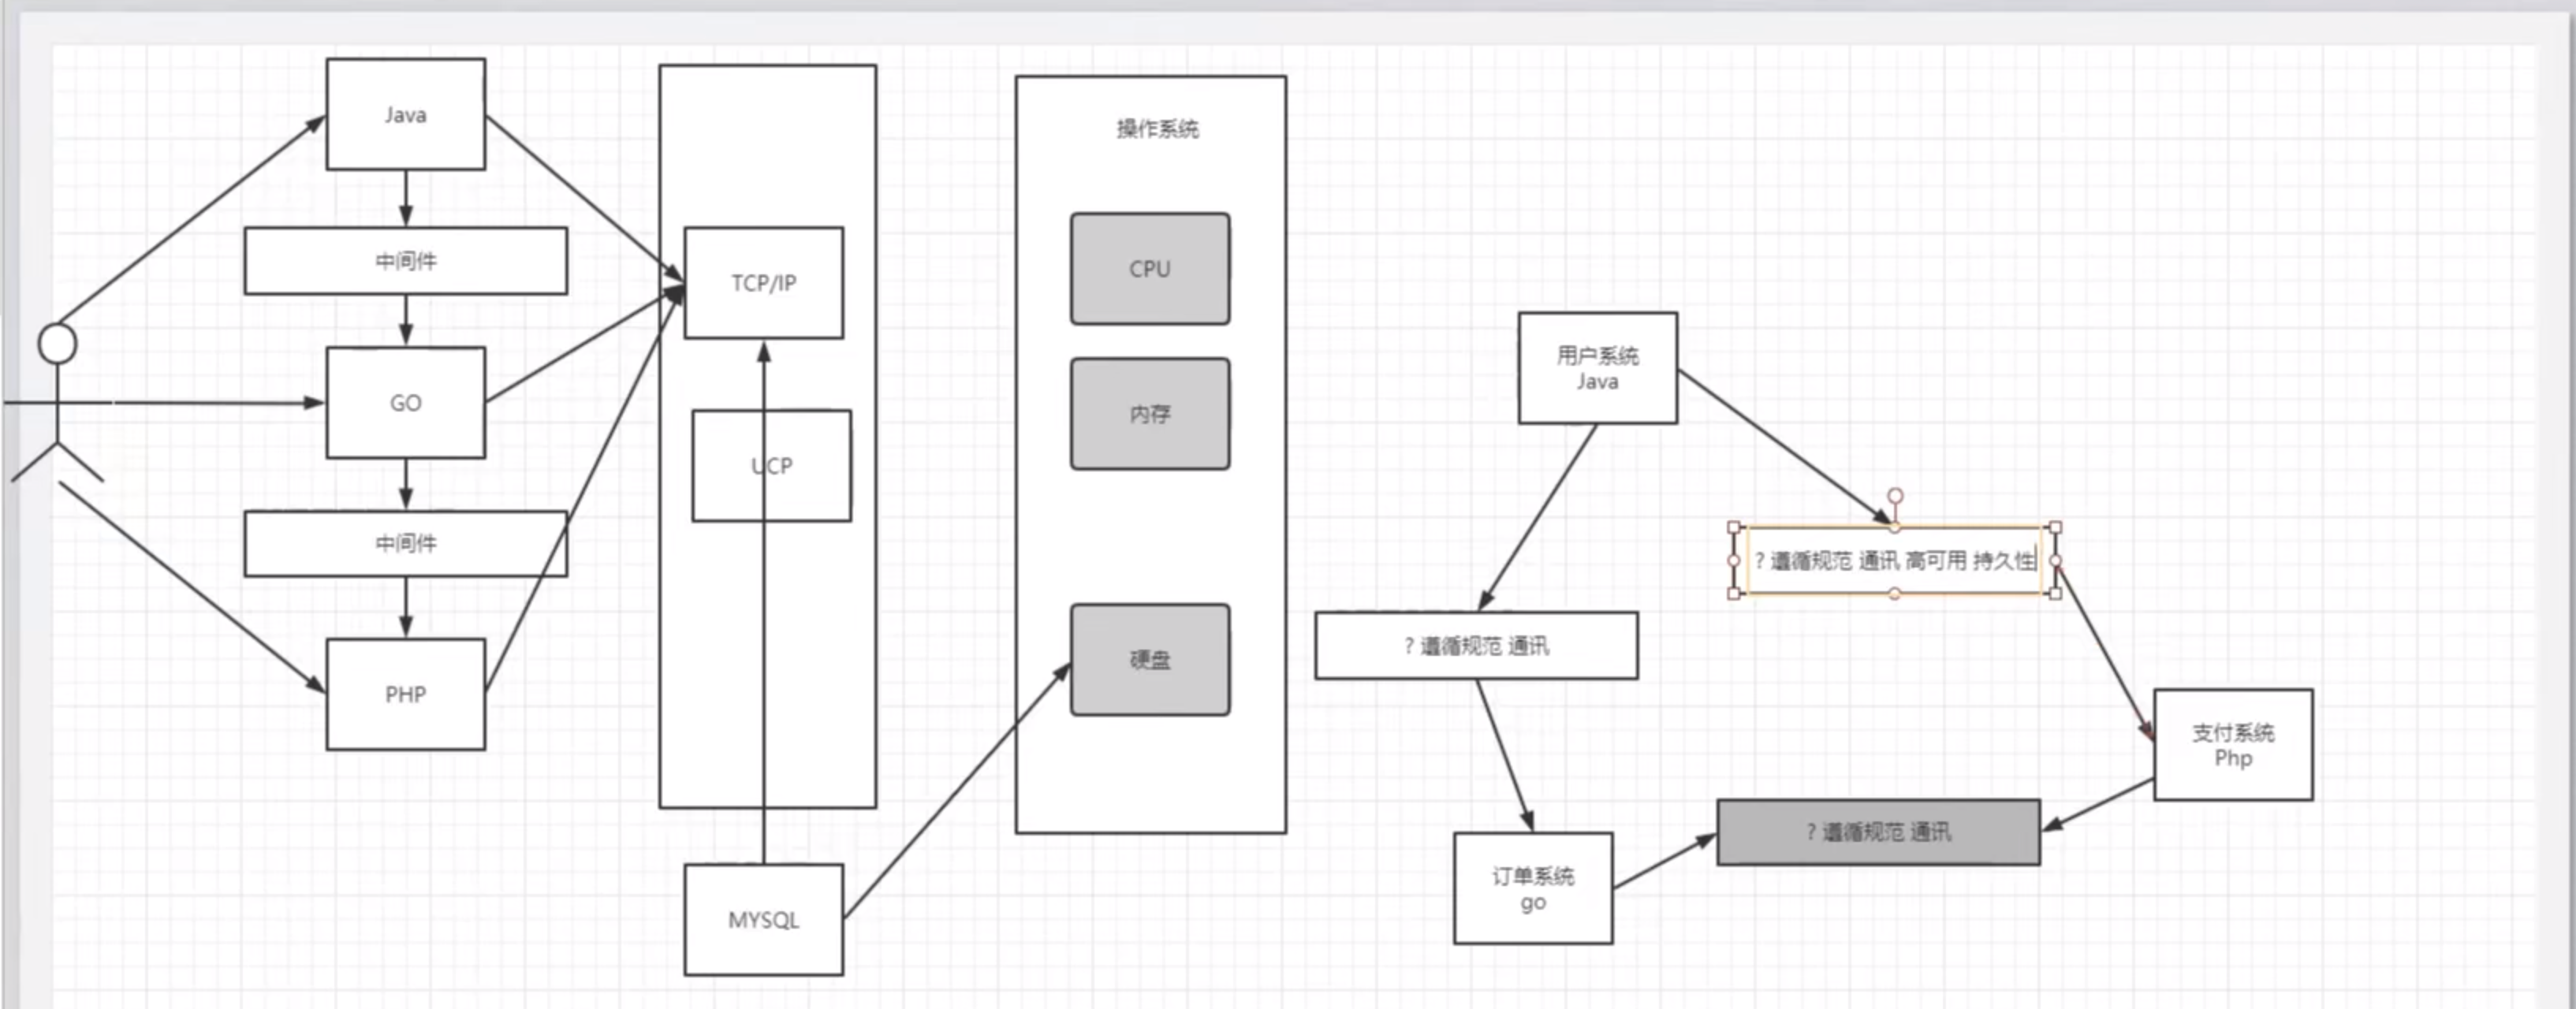 Java
中间件
GO
中间件
PHP
TCP/IP
UCP
MYSQL
操作系统
CPU
内存
硬盘
用户系统
Java
? 遵循规范 通讯 高可用 持久性
? 遵循规范 通讯
支付系统
Php
? 遵循规范 通讯
订单系统
go